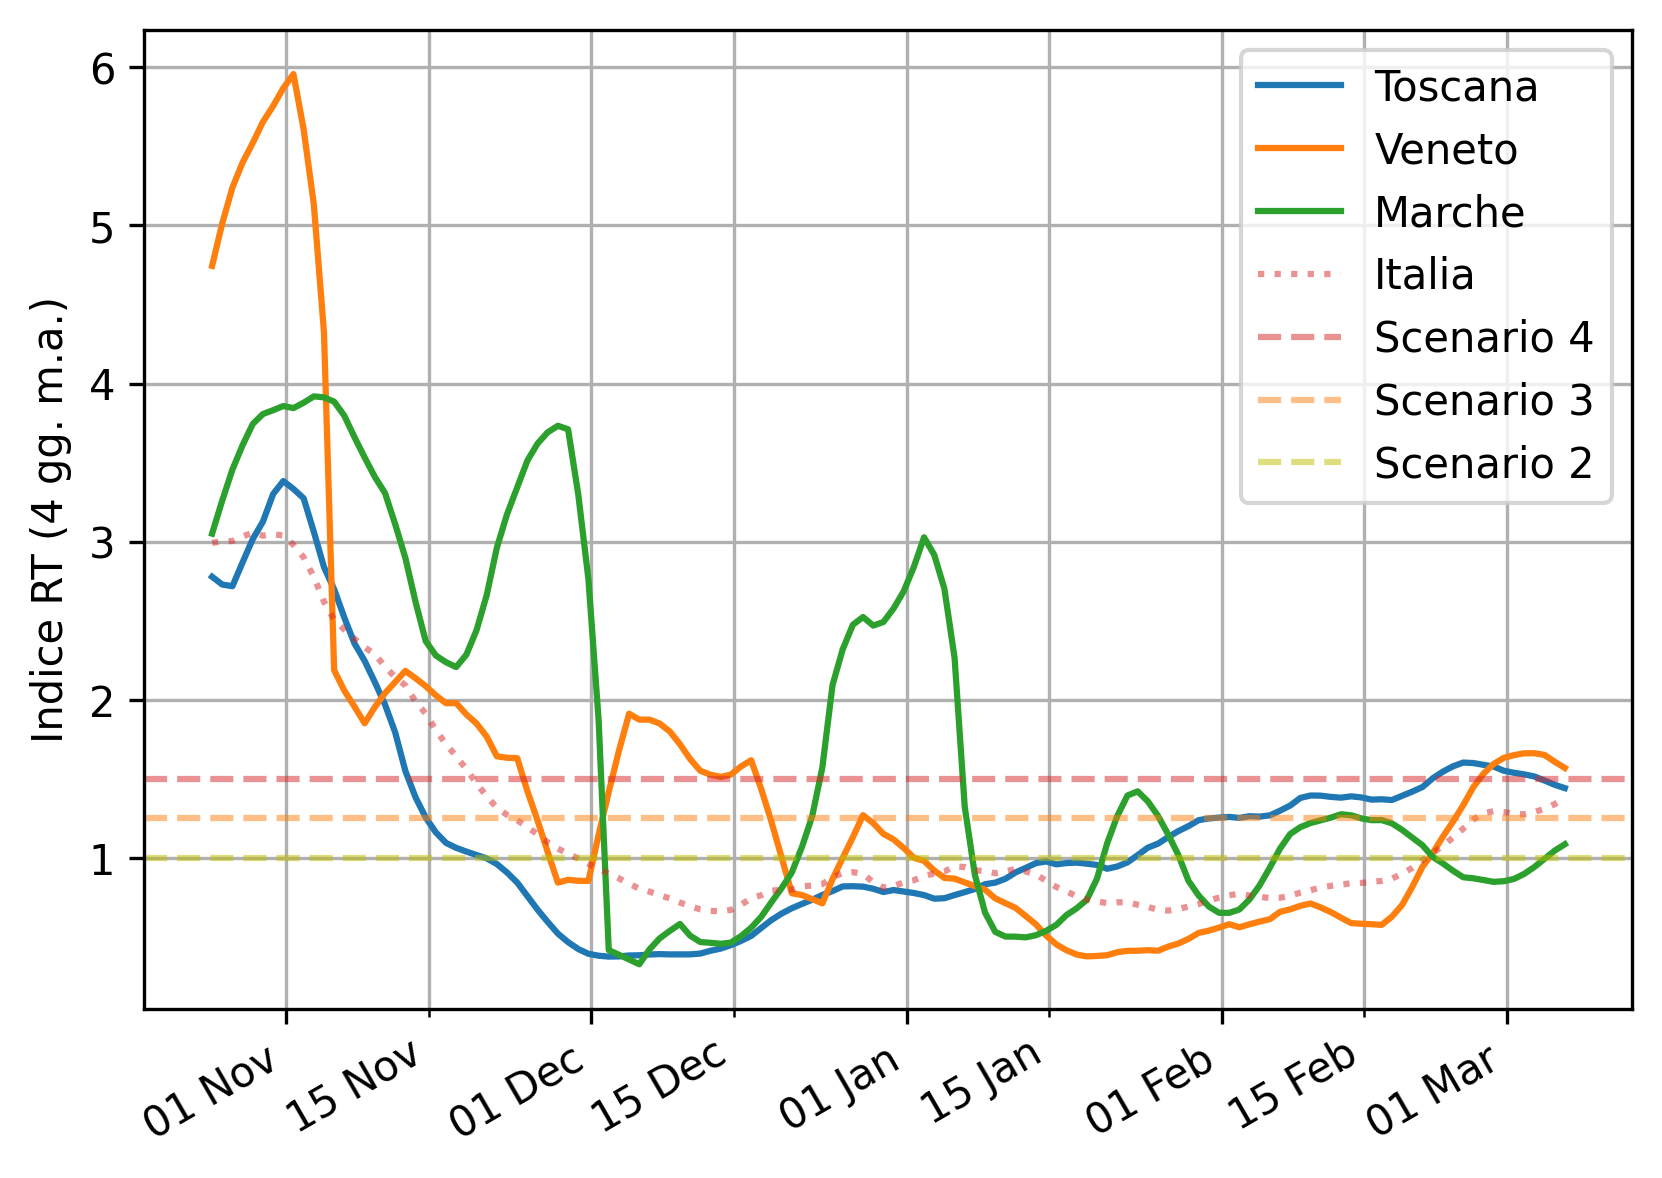 Indice RT (4 gg. m.a.)
6
5
4
3
2
1
Toscana
Veneto
Marche
Italia
Scenario 4
Scenario 3
Scenario 2
01 Nov
15 Nov
01 Dec
15 Dec
01 Jan
15 Jan
01 Feb
15 Feb
01 Mar